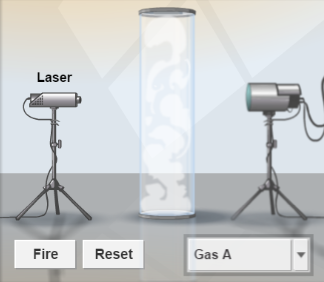 Laser
Fire
Reset
Gas A